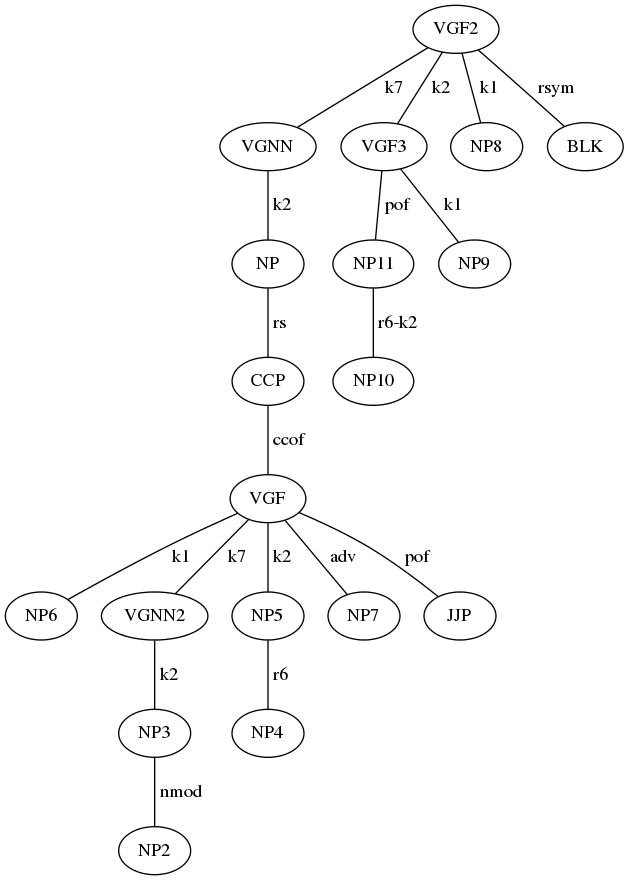 VGF2
k7 k2 k1 rsym
VGNN VGF3 NP8 BLK
k2 pof k1
NP NP11 NP9
rs r6-k2
CCP NP10
ccof
VGF
k1 k7 k2 adv pof
NP6 VGNN2 NP5 NP7 JJP
k2 r6
NP3 NP4
nmod
NP2